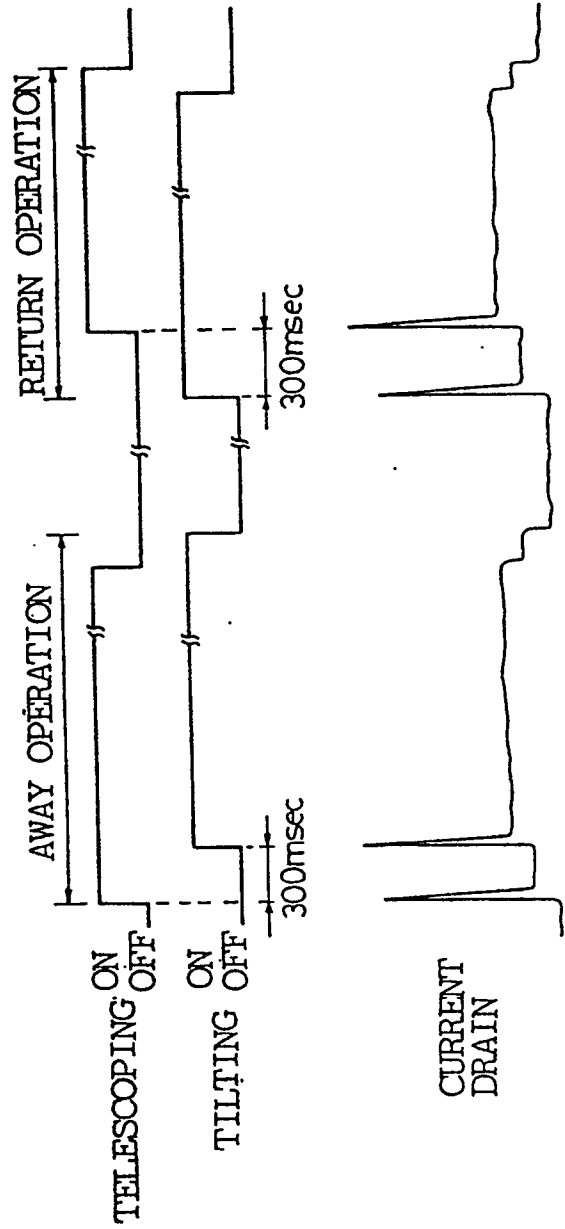 AWAY OPERATION
RETURN OPERATION
TELESCOPING
ON
OFF
TILTING
ON
OFF
300msec
300msec
CURRENT
DRAIN